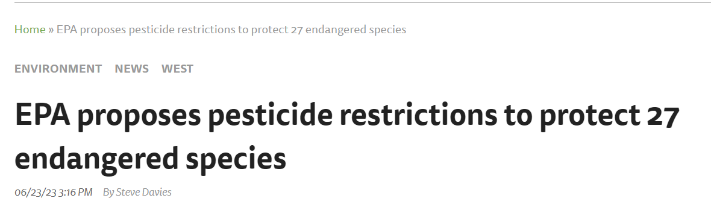 Home » EPA proposes pesticide restrictions to protect 27 endangered species
ENVIRONMENT NEWS WEST
EPA proposes pesticide restrictions to protect 27
endangered species
06/23/23 3:16 PM By Steve Davies